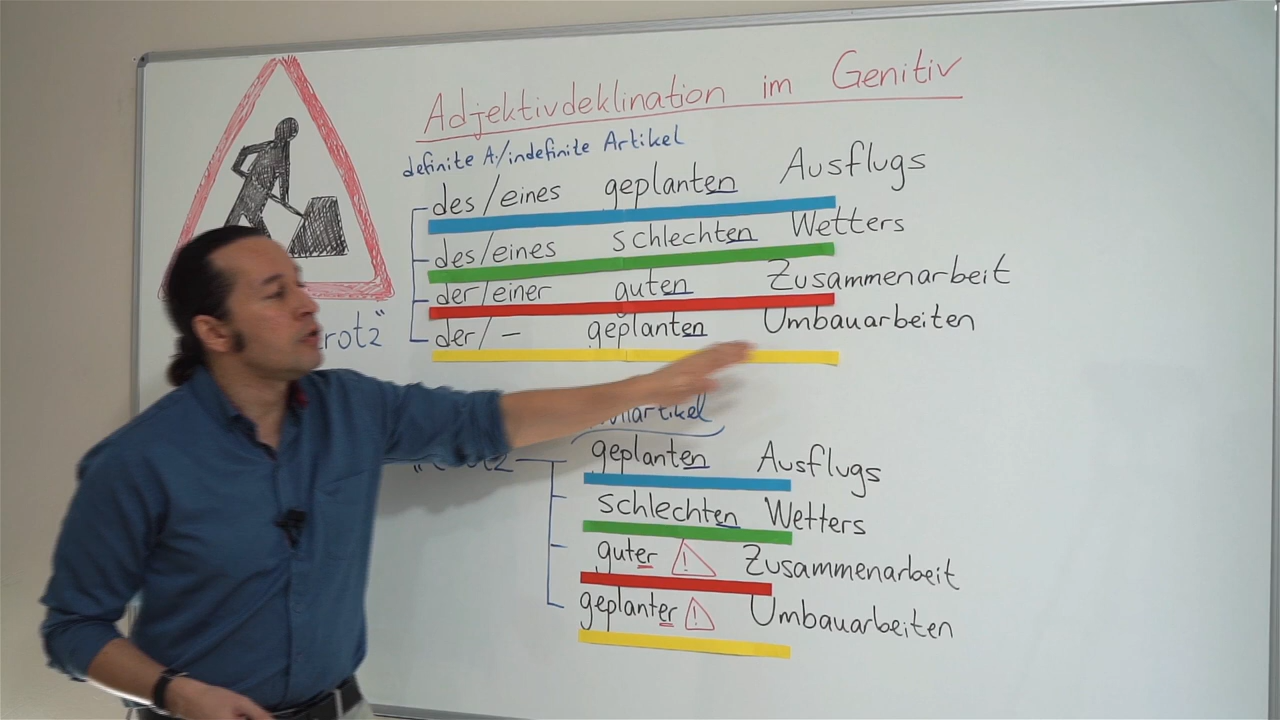 Adjektivdeklination im Genitiv
definite A/indefinite Artikel
des/eines geplanten Ausflugs
des/eines schlechten Wetters
der/einer guten Zusammenarbeit
der/– geplanten Umbauarbeiten
geplanten Ausflugs
schlechten Wetters
guter ! Zusammenarbeit
geplanter ! Umbauarbeiten